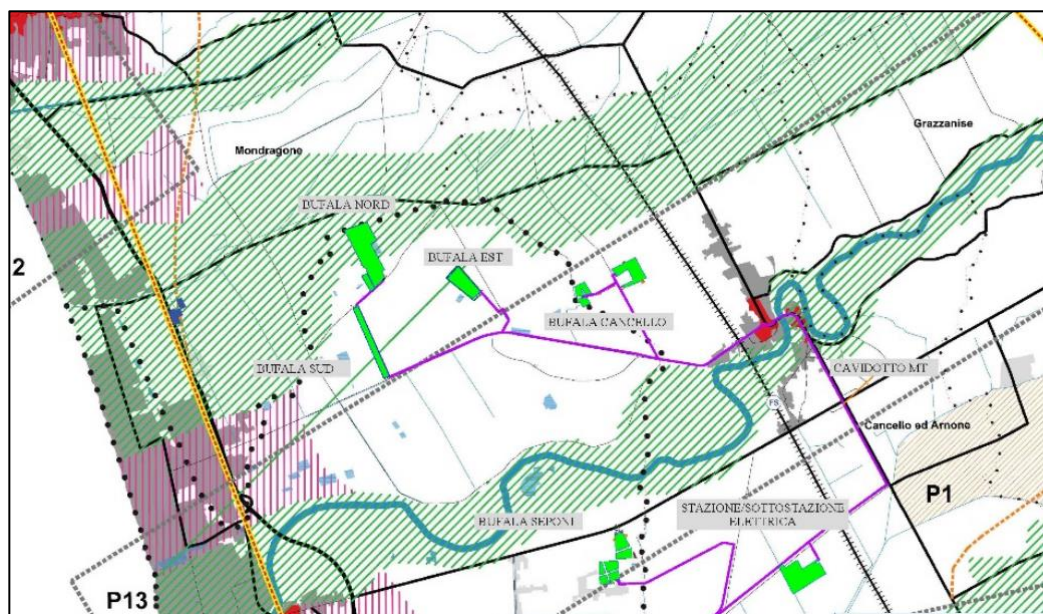 Grazzanise
Mondragone
BUFALA NORD
2
BUFALA EST
BUFALA CANCELLO
BUFALA SUD
CAVIDOTTO MT
FS
Cancello ed Arnone
P1
STAZIONE/SOTTOSTAZIONE
ELETTRICA
BUFALA SEPONI
P13